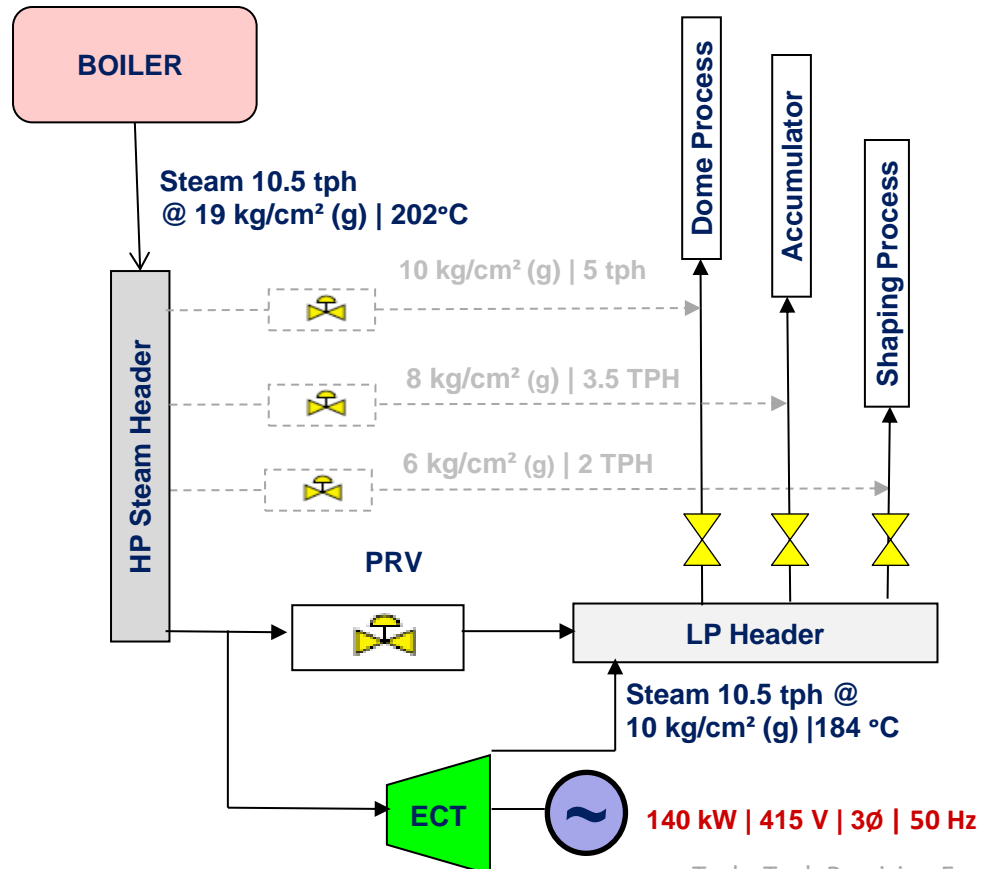 BOILER
Steam 10.5 tph
@ 19 kg/cm² (g) | 202°C
HP Steam Header
10 kg/cm² (g) | 5 tph
8 kg/cm² (g) | 3.5 TPH
6 kg/cm² (g) | 2 TPH
Dome Process
Accumulator
Shaping Process
PRV
LP Header
Steam 10.5 tph @
10 kg/cm² (g) |184 °C
ECT
~
140 kW | 415 V | 3Ø | 50 Hz